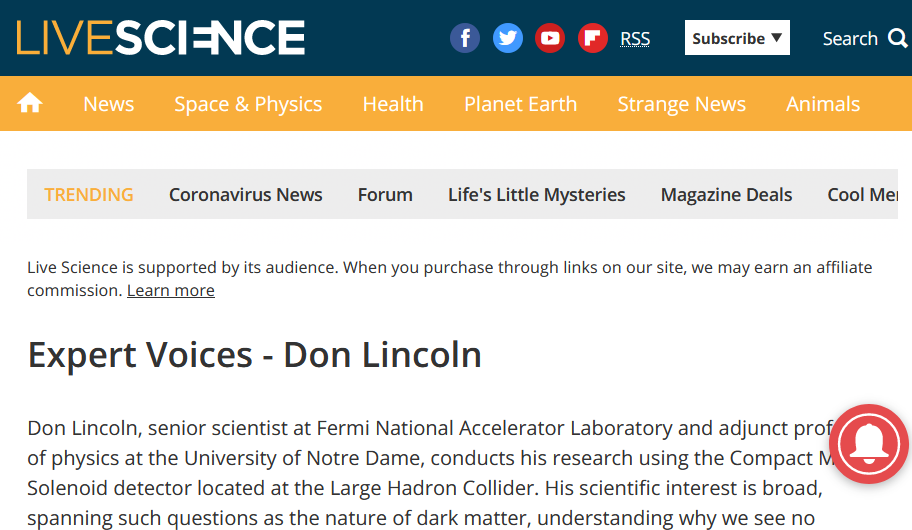 LIVESCIENCE
RSS
Subscribe
Search
News Space & Physics Health Planet Earth Strange News Animals
TRENDING Coronavirus News Forum Life's Little Mysteries Magazine Deals Cool
Live Science is supported by its audience. When you purchase through links on our site, we may earn an affiliate
commission. Learn more
Expert Voices - Don Lincoln
Don Lincoln, senior scientist at Fermi National Accelerator Laboratory and adjunct
of physics at the University of Notre Dame, conducts his research using the Compact
Solenoid detector located at the Large Hadron Collider. His scientific interest is broad,
spanning such questions as the nature of dark matter, understanding why we see no